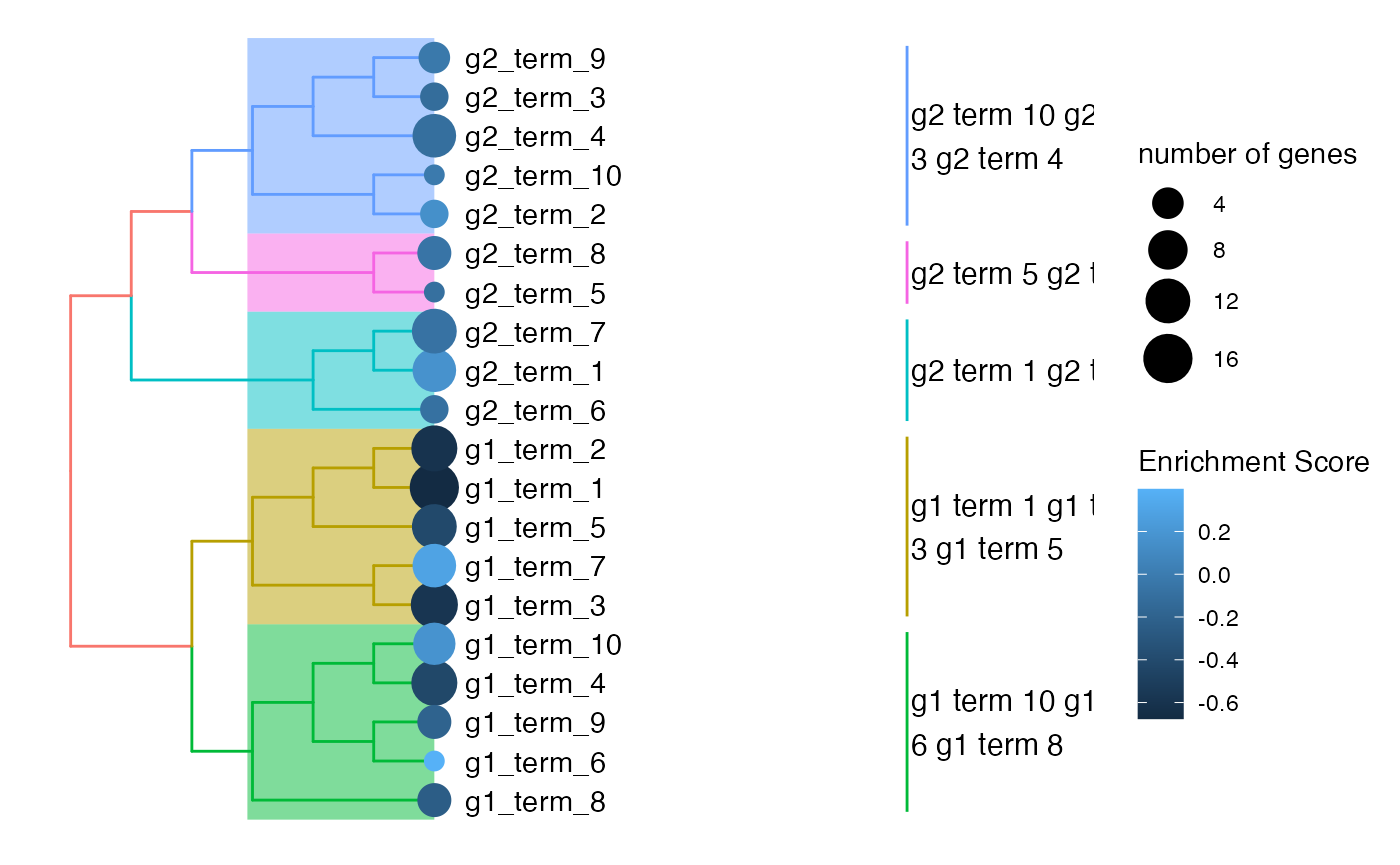 g2_term_9
g2_term_3
g2_term_4
g2_term_10
g2_term_2
g2_term_8
g2_term_5
g2_term_7
g2_term_1
g2_term_6
g1_term_2
g1_term_1
g1_term_5
g1_term_7
g1_term_3
g1_term_10
g1_term_4
g1_term_9
g1_term_6
g1_term_8
g2 term 10 g2
3 g2 term 4
g2 term 5 g2
g2 term 1 g2
g1 term 1 g1
3 g1 term 5
g1 term 10 g1
6 g1 term 8
number of genes
4
8
12
16
Enrichment Score
0.2
0.0
-0.2
-0.4
-0.6